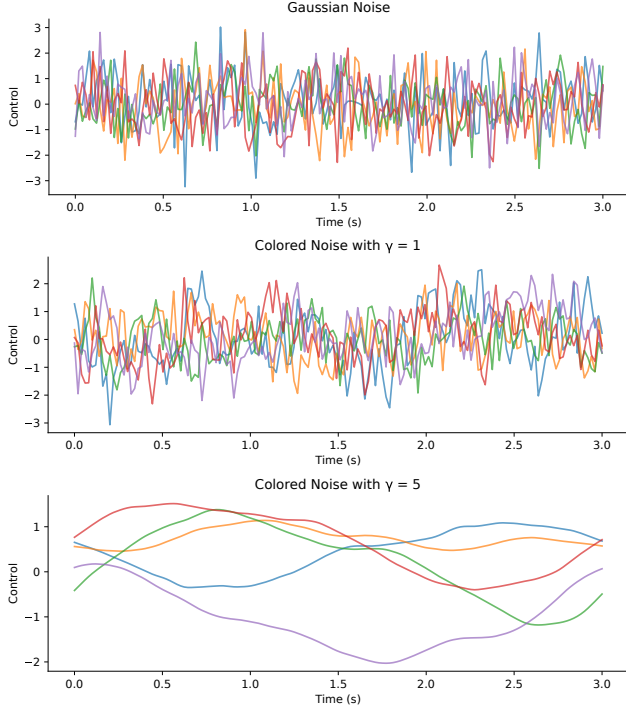 Gaussian Noise
3
2
1
0
−1
−2
−3
Control
0.0 0.5 1.0 1.5 2.0 2.5 3.0
Time (s)
Colored Noise with γ = 1
2
1
0
−1
−2
−3
Control
0.0 0.5 1.0 1.5 2.0 2.5 3.0
Time (s)
Colored Noise with γ = 5
1
0
−1
−2
Control
0.0 0.5 1.0 1.5 2.0 2.5 3.0
Time (s)